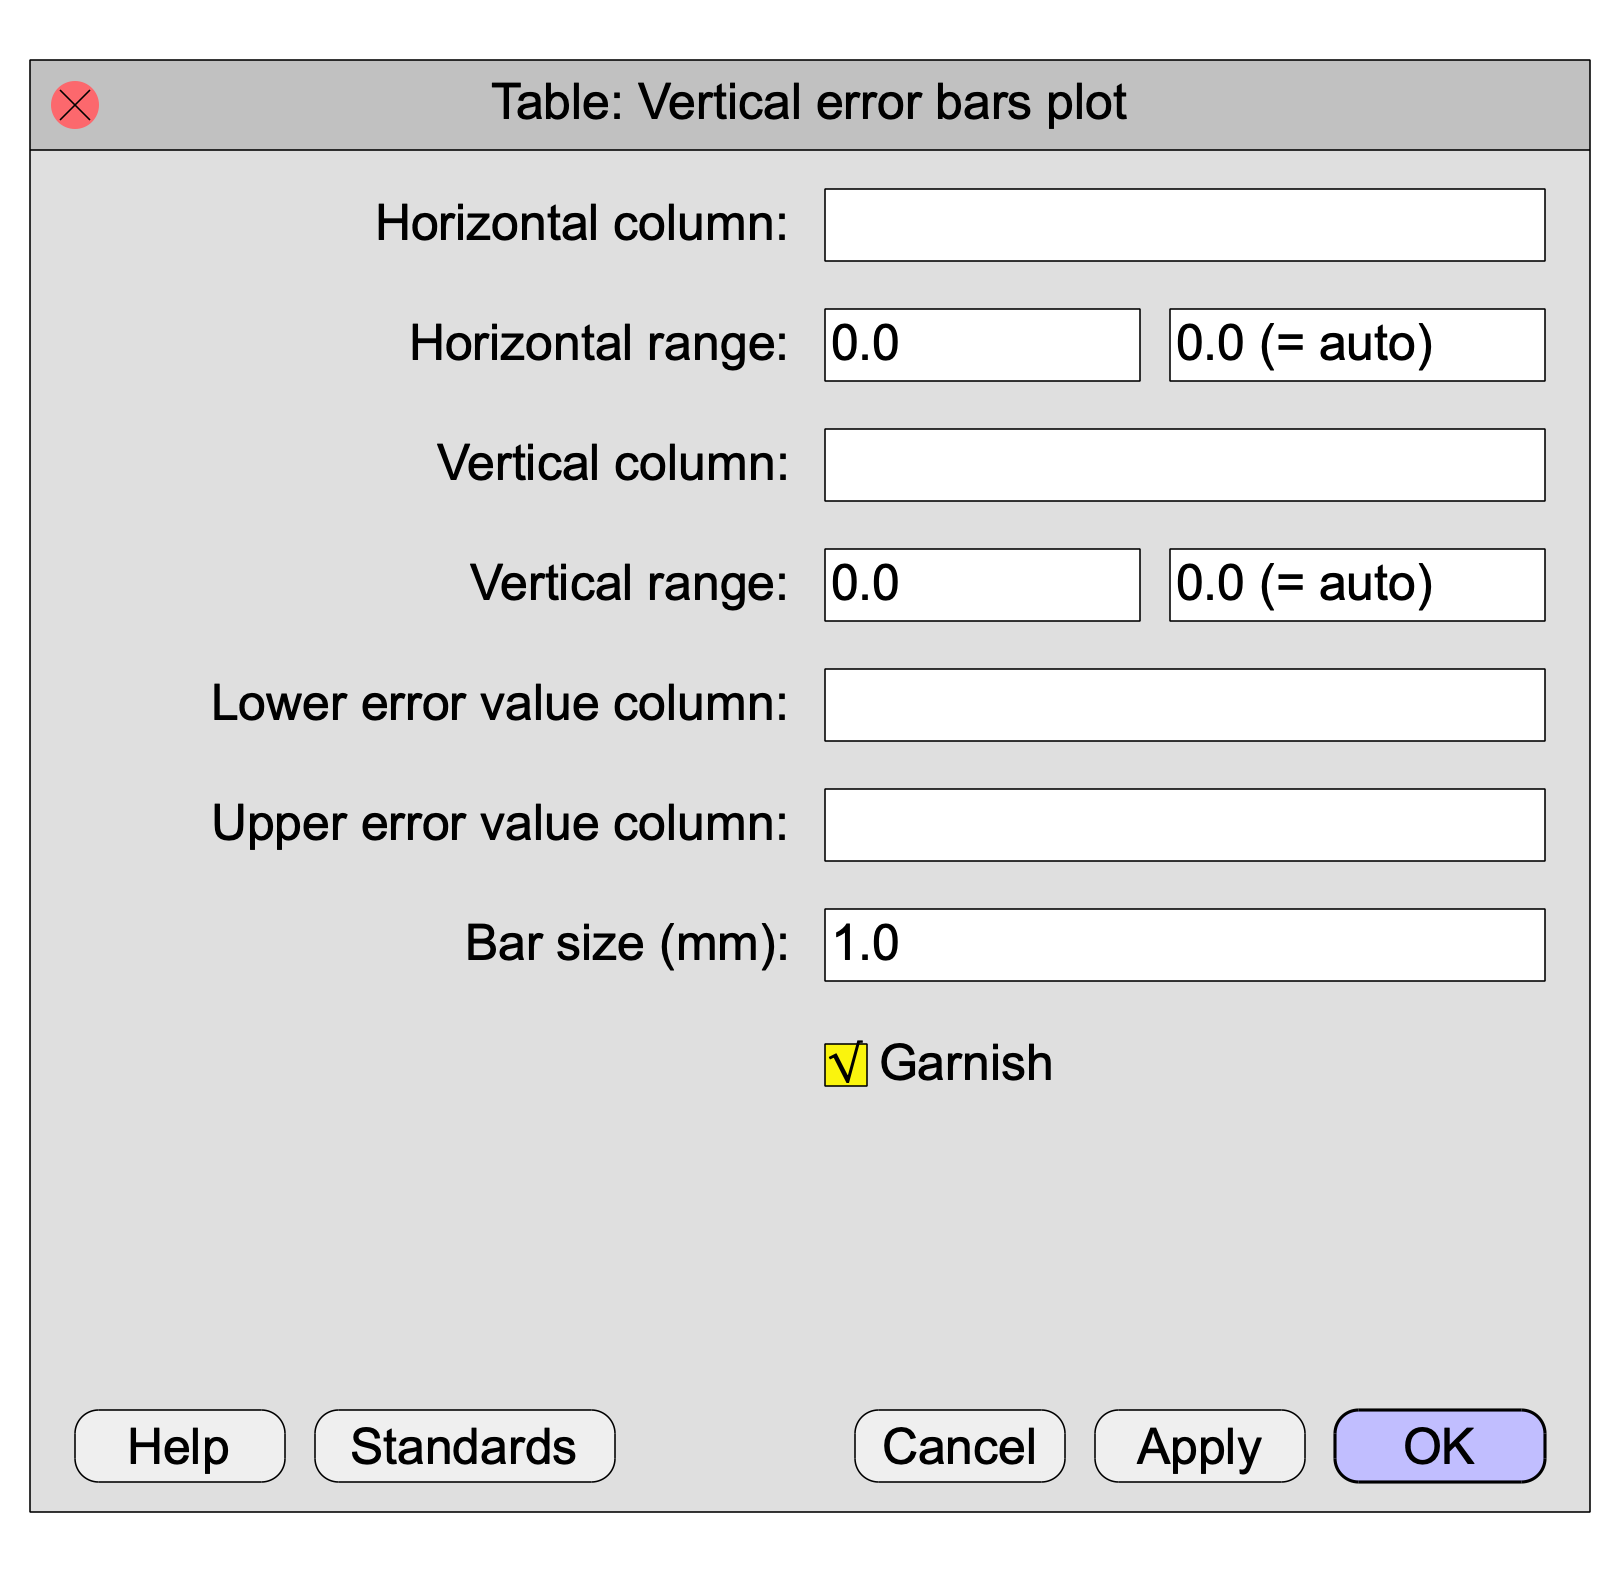 Table: Vertical error bars plot
Horizontal column:
Horizontal range: 0.0 0.0 (= auto)
Vertical column:
Vertical range: 0.0 0.0 (= auto)
Lower error value column:
Upper error value column:
Bar size (mm): 1.0
√ Garnish
Help Standards Cancel Apply OK